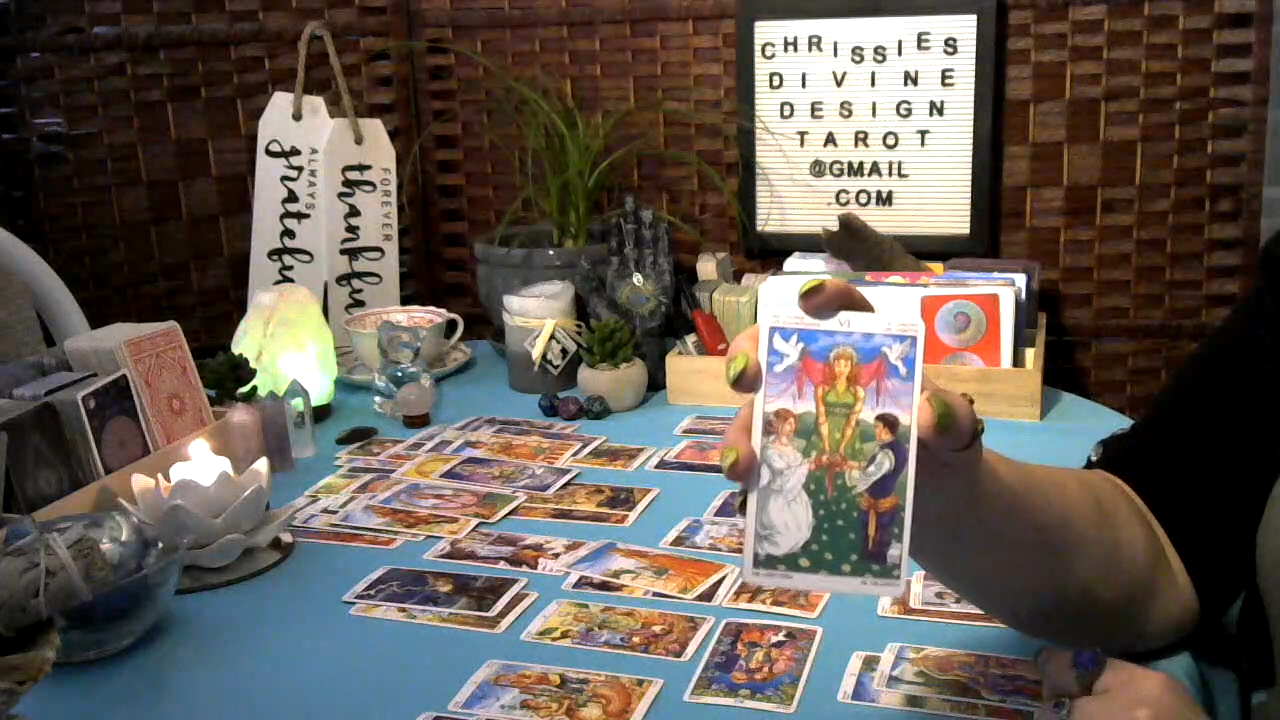 CHRISSIES
DIVINE
DESIGN
TAROT
@GMAIL
.COM
ALWAYS
grateful
FOREVER
thankful
VI